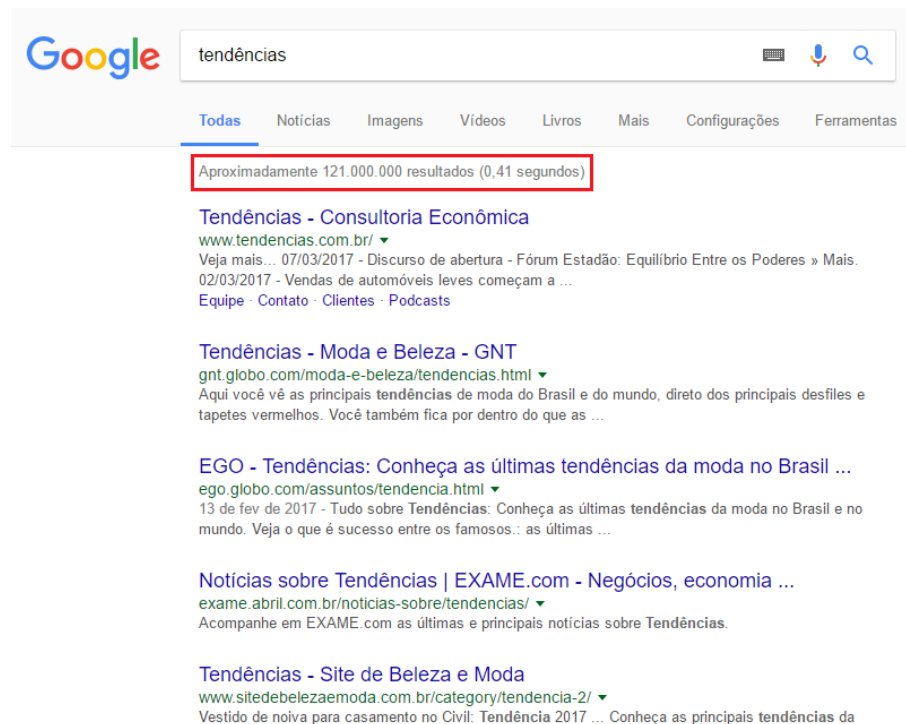 Google
tendências
Todas Notícias Imagens Vídeos Livros Mais Configurações Ferramentas
Aproximadamente 121.000.000 resultados (0,41 segundos)
Tendências - Consultoria Econômica
www.tendencias.com.br/
Veja mais... 07/03/2017 - Discurso de abertura - Fórum Estadão: Equilíbrio Entre os Poderes » Mais.
02/03/2017 - Vendas de automóveis leves começam a ...
Equipe · Contato · Clientes · Podcasts
Tendências - Moda e Beleza - GNT
gnt.globo.com/moda-e-beleza/tendencias.html
Aqui você vê as principais tendências de moda do Brasil e do mundo, direto dos principais desfiles e
tapetes vermelhos. Você também fica por dentro do que as ...
EGO - Tendências: Conheça as últimas tendências da moda no Brasil ...
ego.globo.com/assuntos/tendencia.html
13 de fev de 2017 - Tudo sobre Tendências: Conheça as últimas tendências da moda no Brasil e no
mundo. Veja o que é sucesso entre os famosos.: as últimas ...
Notícias sobre Tendências | EXAME.com - Negócios, economia ...
exame.abril.com.br/noticias-sobre/tendencias/
Acompanhe em EXAME.com as últimas e principais notícias sobre Tendências.
Tendências - Site de Beleza e Moda
www.sitedebelezaemoda.com.br/category/tendencia-2/
Vestido de noiva para casamento no Civil: Tendência 2017 ... Conheça as principais tendências da